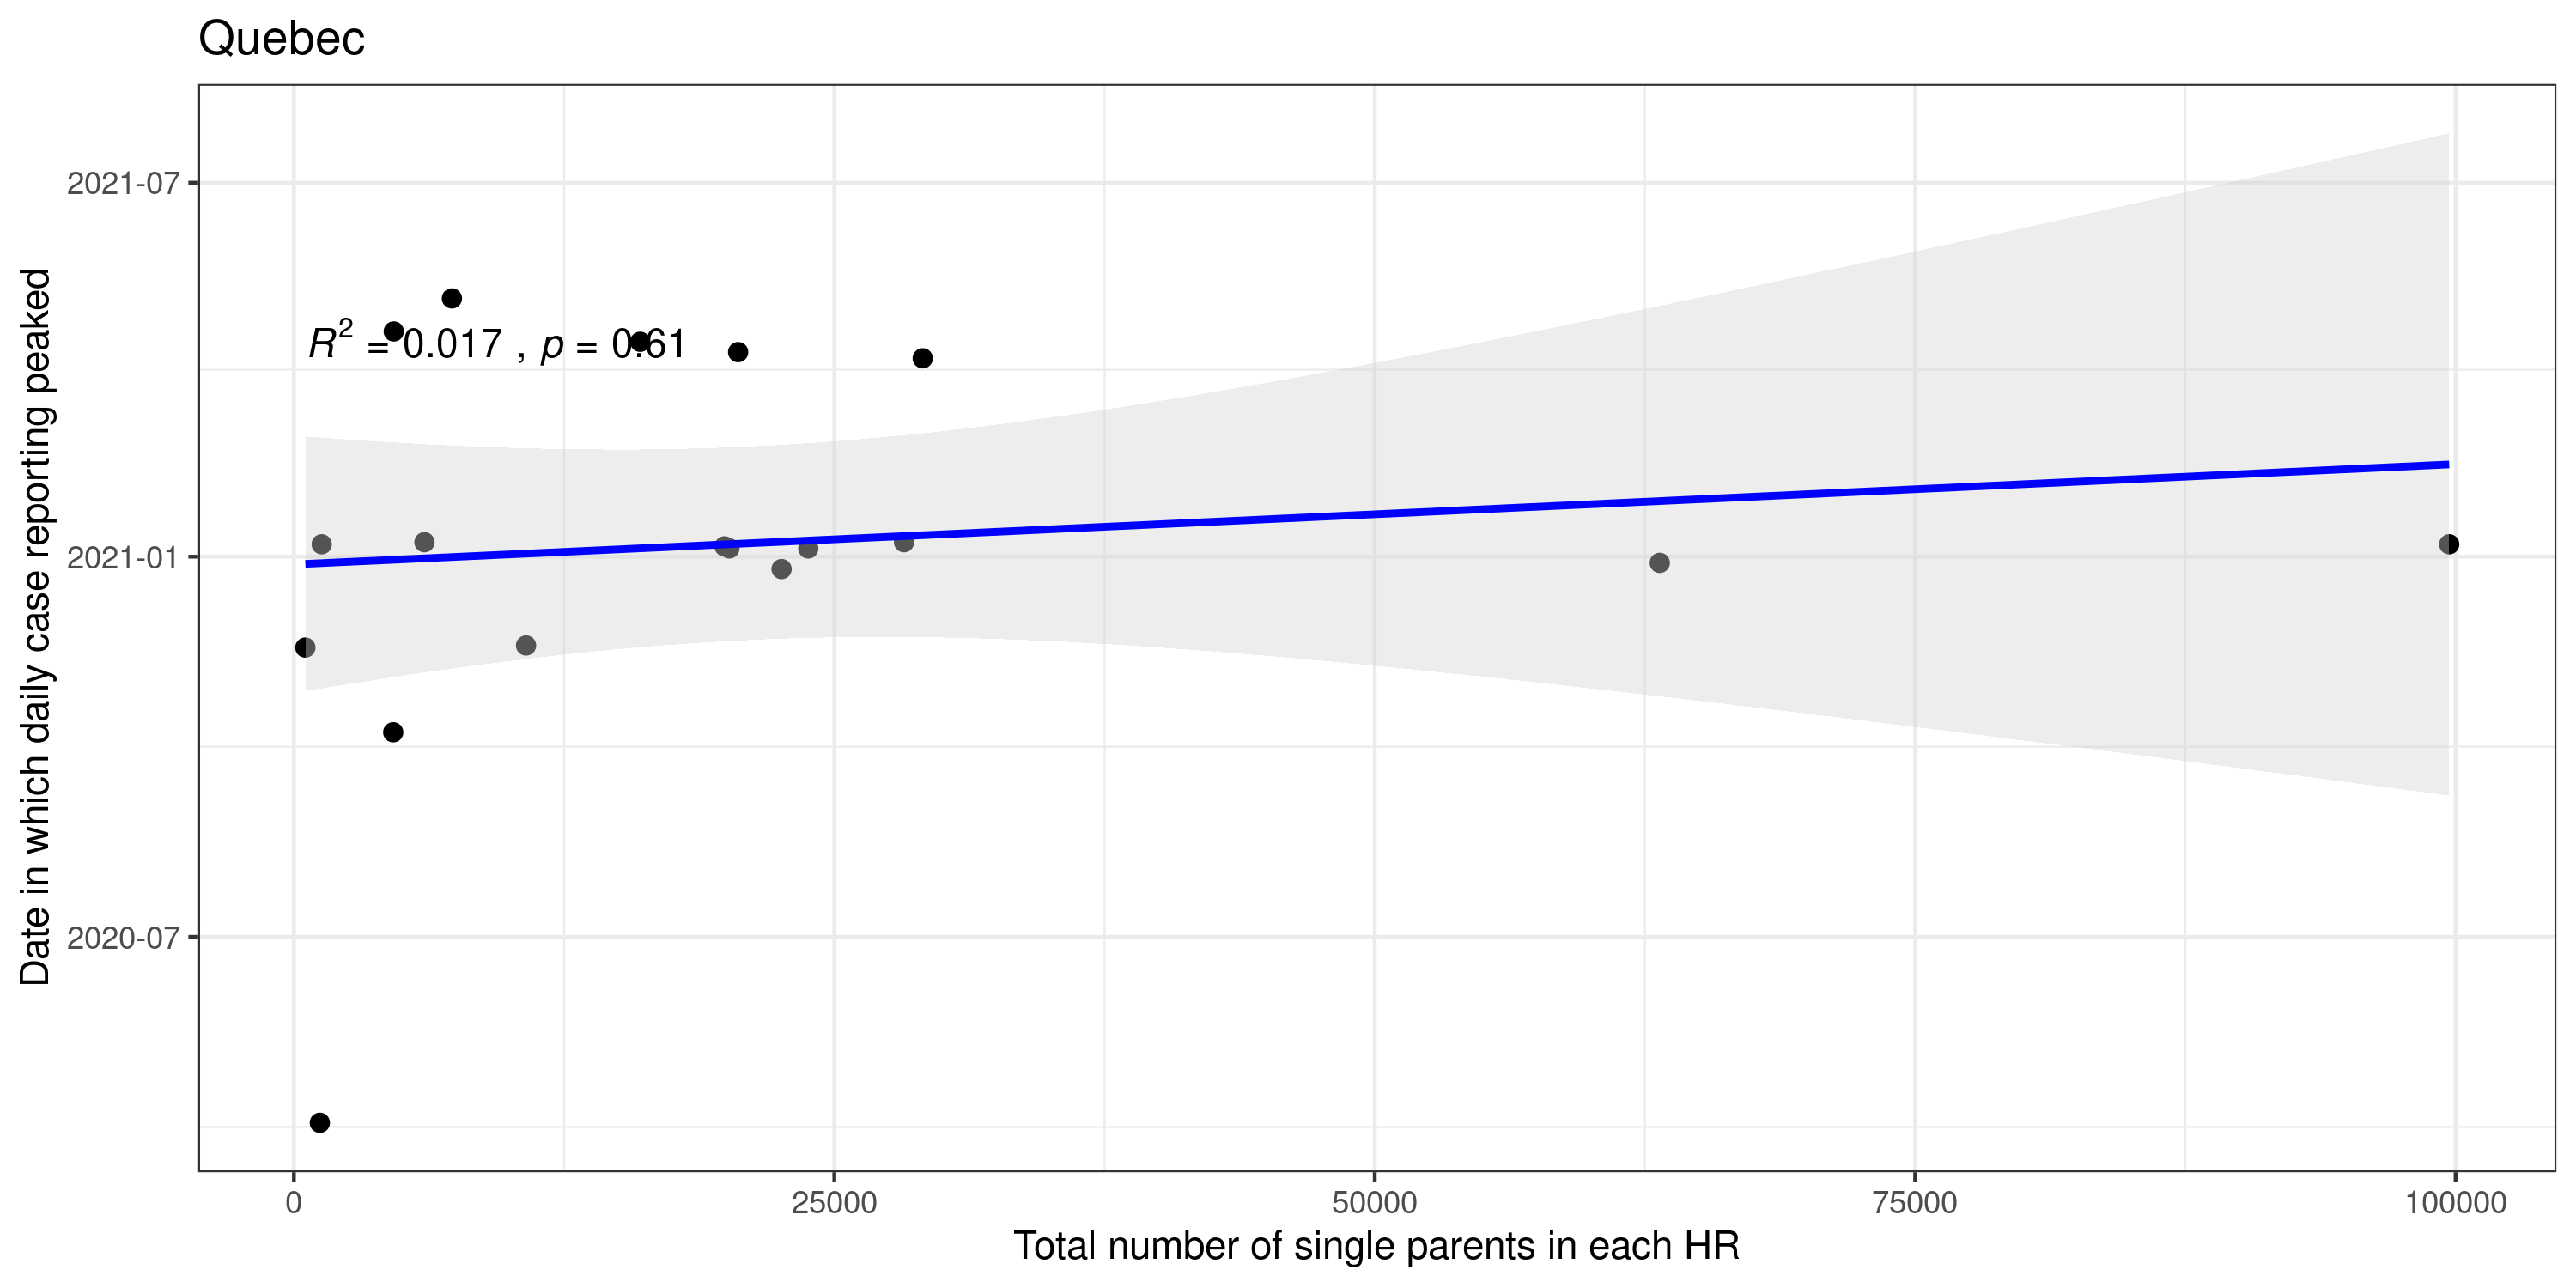 Quebec
Date in which daily case reporting peaked
2021-07
2021-01
2020-07
R² = 0.017 , p = 0.61
0 25000 50000 75000 100000
Total number of single parents in each HR